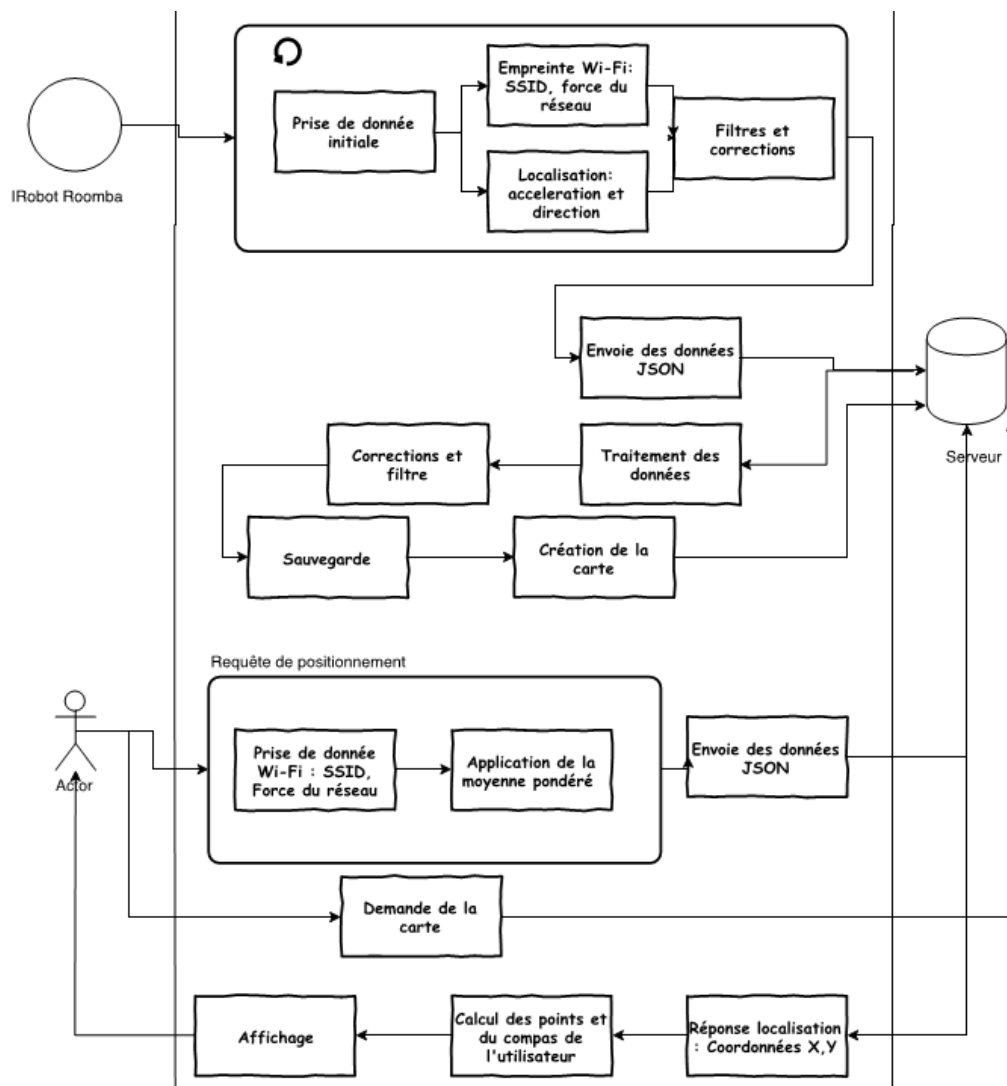 Empreinte Wi-Fi:
SSID, force du
réseau
Prise de donnée
initiale
Filtres et
corrections
Localisation:
acceleration et
direction
IRobot Roomba
Envoie des données
JSON
Serveur
Traitement des
données
Corrections et
filtre
Sauvegarde
Création de la
carte
Requête de positionnement
Prise de donnée
Wi-Fi : SSID,
Force du réseau
Application de la
moyenne pondéré
Envoie des données
JSON
Actor
Demande de la
carte
Affichage
Calcul des points et
du compas de
l'utilisateur
Réponse localisation
: Coordonnées X,Y